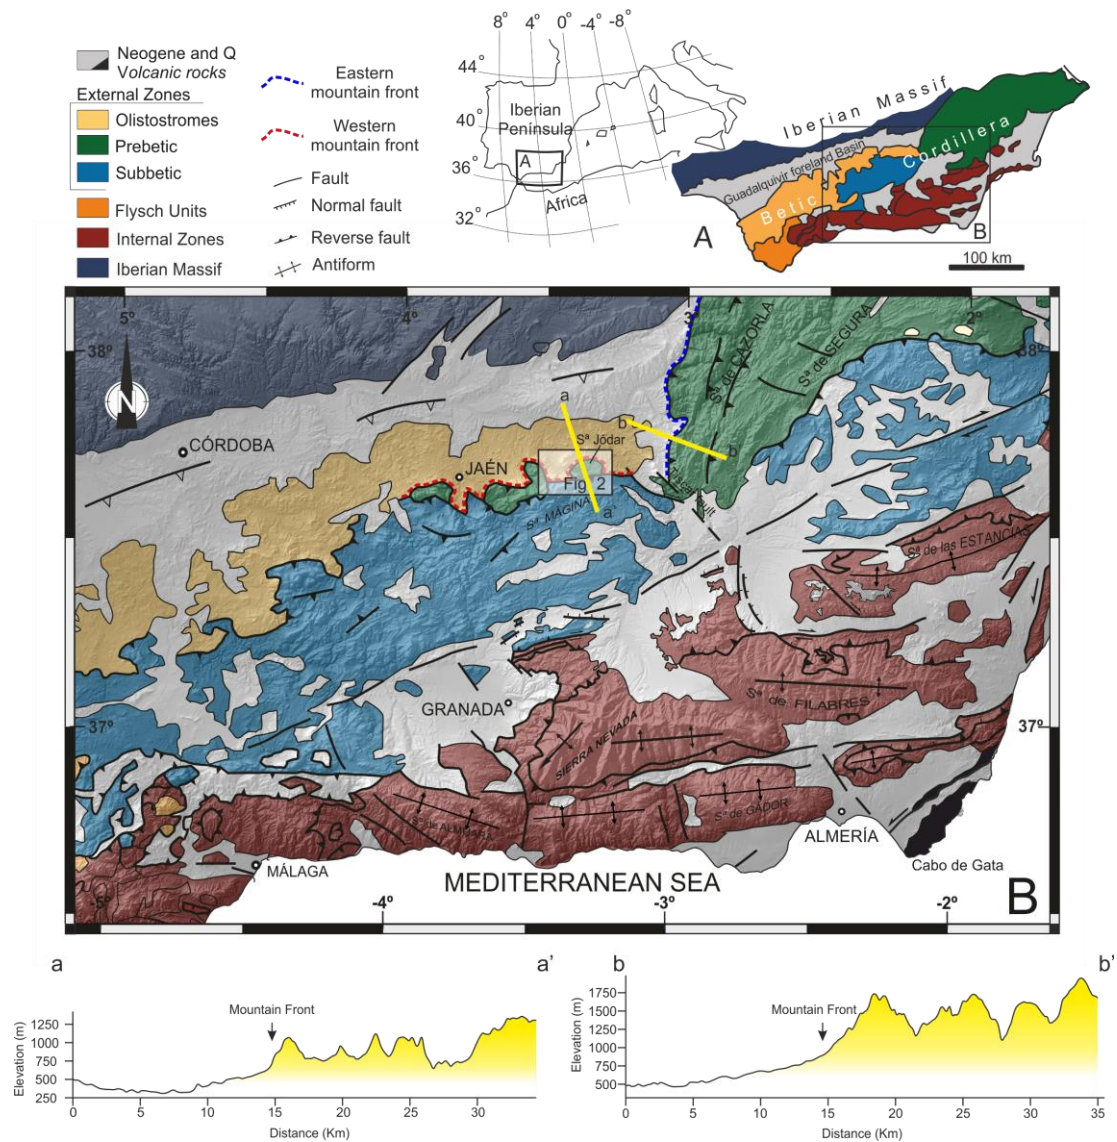 Neogene and Q
Volcanic rocks
External Zones
Olistostromes
Prebetic
Subbetic
Flysch Units
Internal Zones
Iberian Massif
Eastern
mountain front
Western
mountain front
Fault
Normal fault
Reverse fault
Antiform
8° 4° 0° -4° -8°
44°
40°
36°
32°
Iberian
Península
A
Africa
Iberian Massif
Guadalquivir foreland Basin
Betic Cordillera
A
B
100 km
5° 4° 3 2°
38° 38°
N
Sª de CAZORLA
Sª de SEGURA
a
b
CÓRDOBA
Sª Jódar
JAÉN
b'
Fig. 2
Sª MÁGINA
a'
Sª de las ESTANCIAS
37° 37°
GRANADA
Sª de FILABRES
SIERRA NEVADA
Sª de GÁDOR
ALMERÍA
MÁLAGA
Cabo de Gata
MEDITERRANEAN SEA
B
-5° -4° -3° -2°
a a'
Mountain Front
Elevation (m)
1250
1000
750
500
250
0 5 10 15 20 25 30
Distance (Km)
b b'
Mountain Front
Elevation (m)
1750
1500
1250
1000
750
500
0 5 10 15 20 25 30 35
Distance (Km)